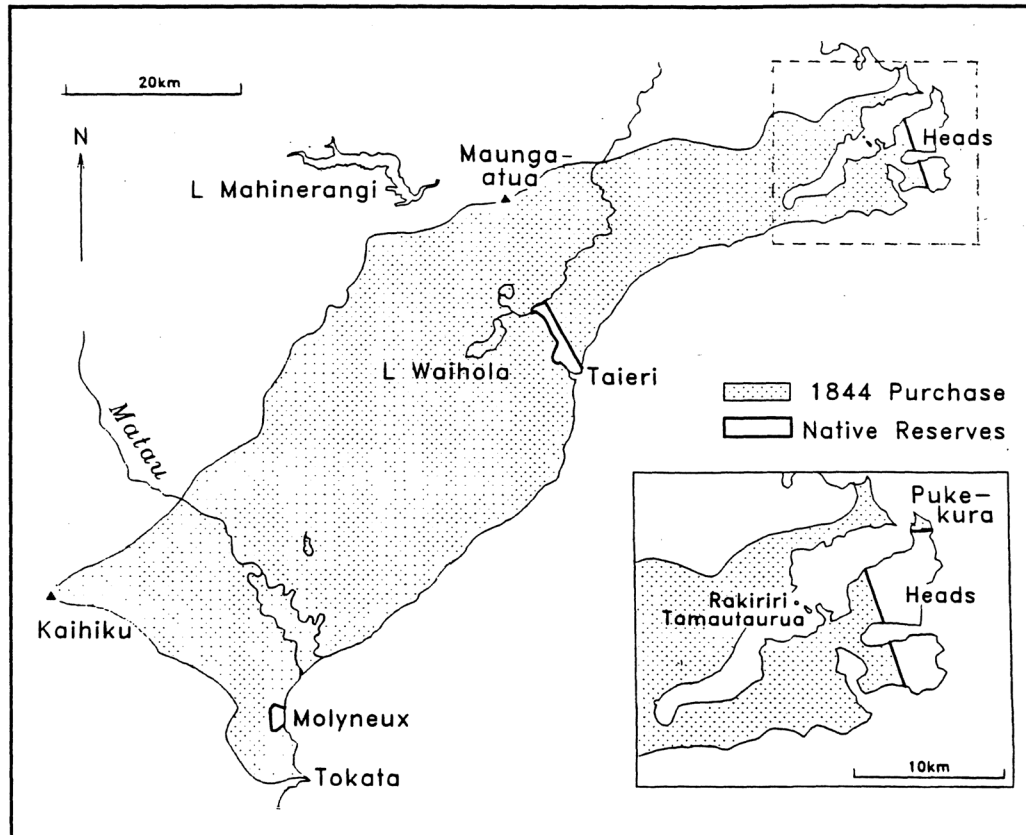 20km
N
L Mahinerangi
Maunga-
atua
Heads
L Waihola
Taieri
Matau
1844 Purchase
Native Reserves
Kaihiku
Molyneux
Tokata
Puke-
kura
Heads
Rakiriri
Tamautaurua
10km